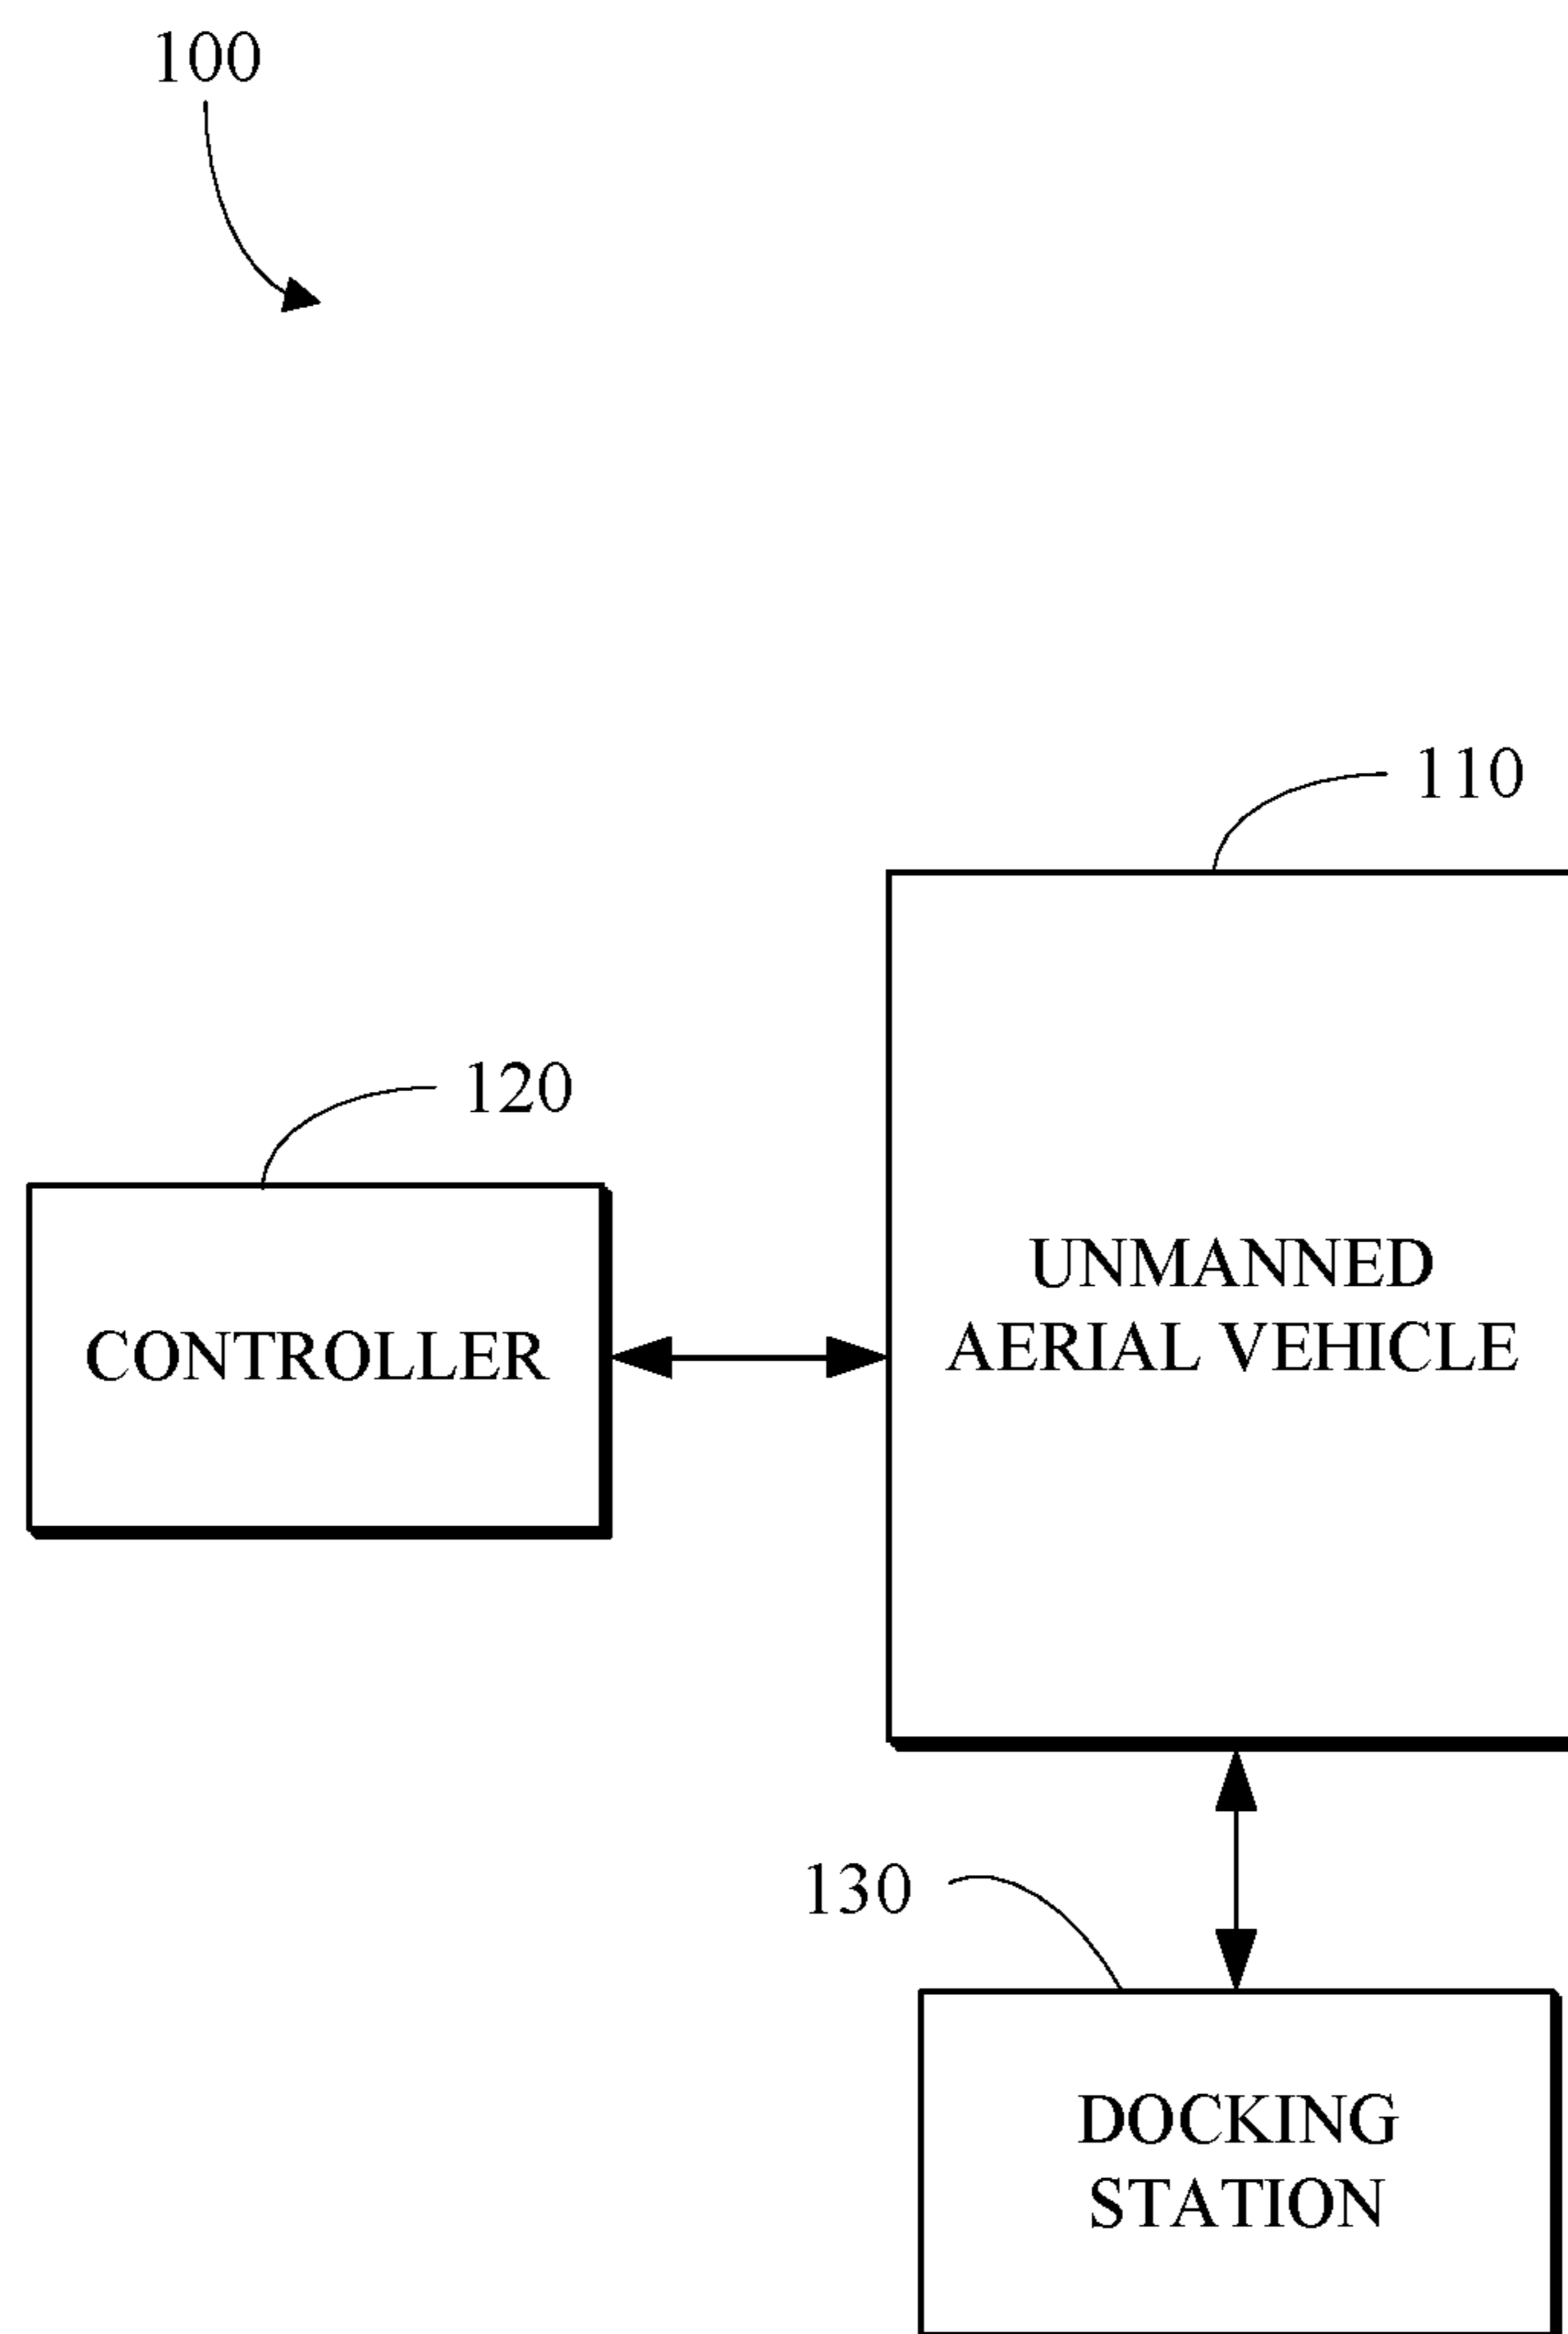 100
110
120
UNMANNED
AERIAL VEHICLE
CONTROLLER
130
DOCKING
STATION